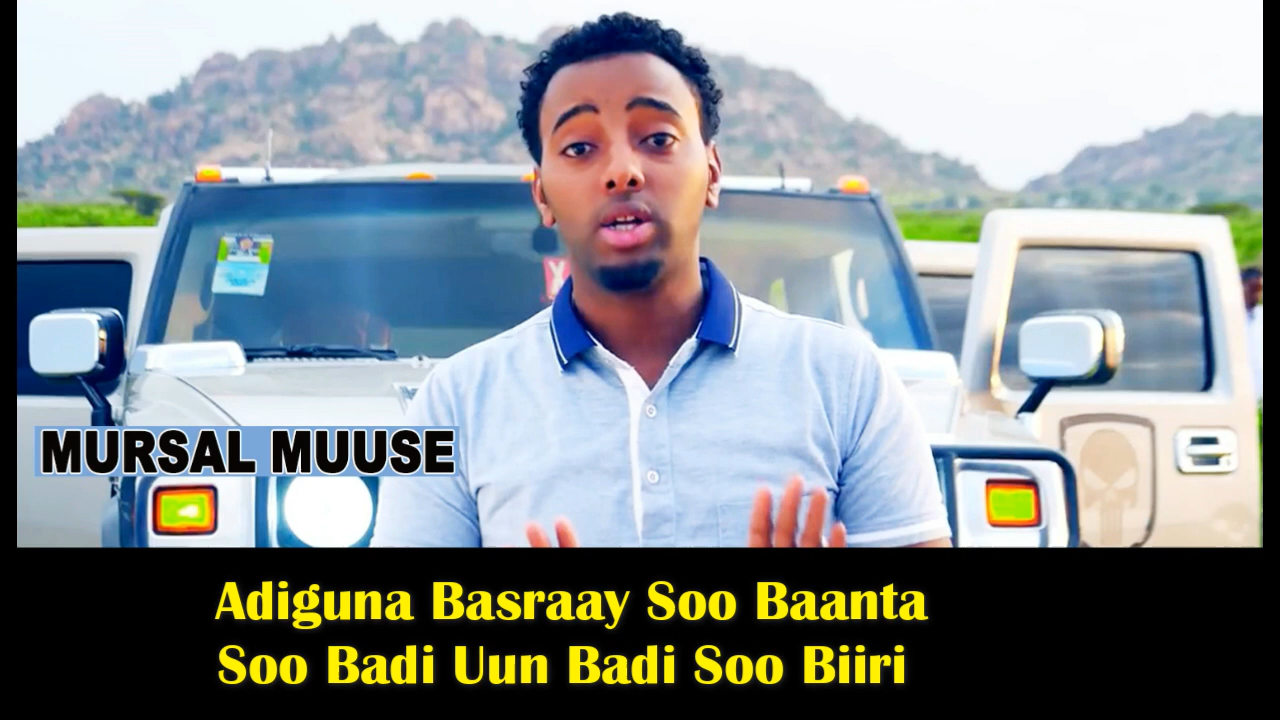 MURSAL MUUSE
Adiguna Basraay Soo Baanta
Soo Badi Uun Badi Soo Biiri